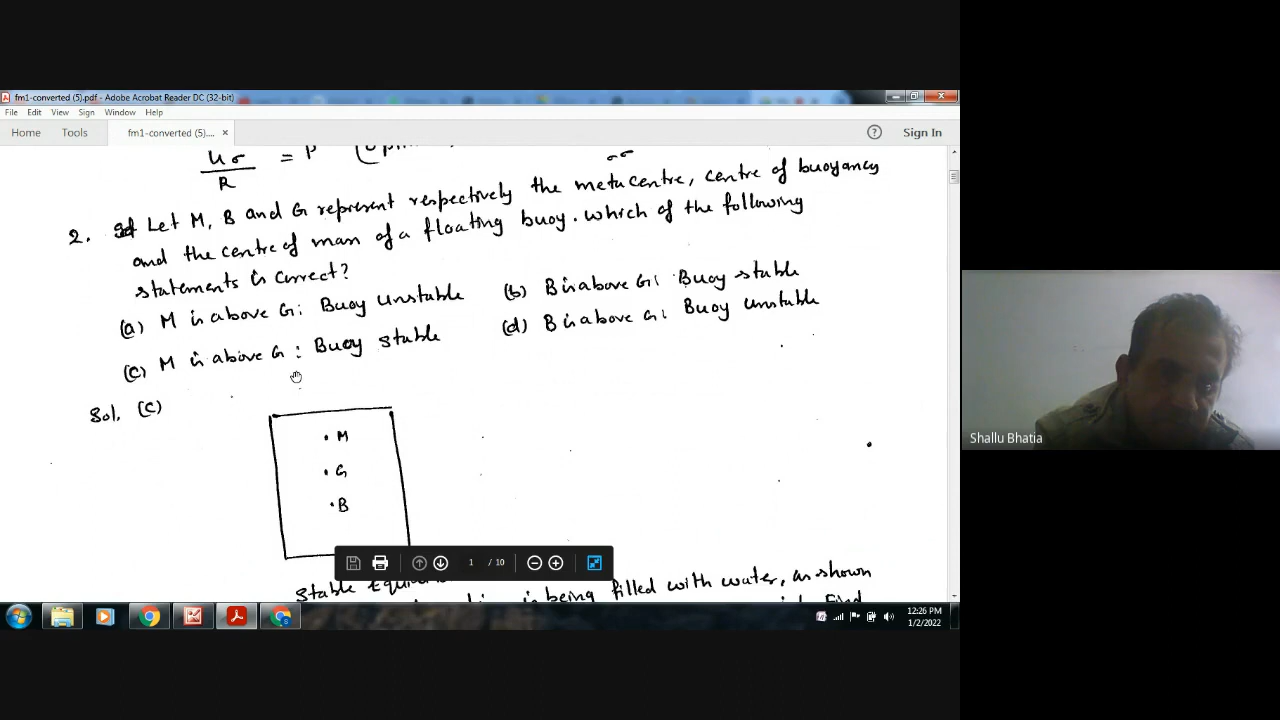 fm1-converted (5).pdf - Adobe Acrobat Reader DC (32-bit)
File Edit View Sign Window Help
Home Tools fm1-converted (5).... × ? Sign In
R
2. Let M, B and G represent respectively the metacentre, centre of buoyancy
and the centre of mass of a floating buoy. which of the following
statements is correct?
(a) M is above G: Buoy unstable (b) B is above G: Buoy stable
(c) M is above G: Buoy stable (d) B is above G: Buoy unstable
Sol. (C)
M
G
B
1 / 10
Stable
is being filled with water, as shown
Find
Shallu Bhatia
12:26 PM
1/2/2022